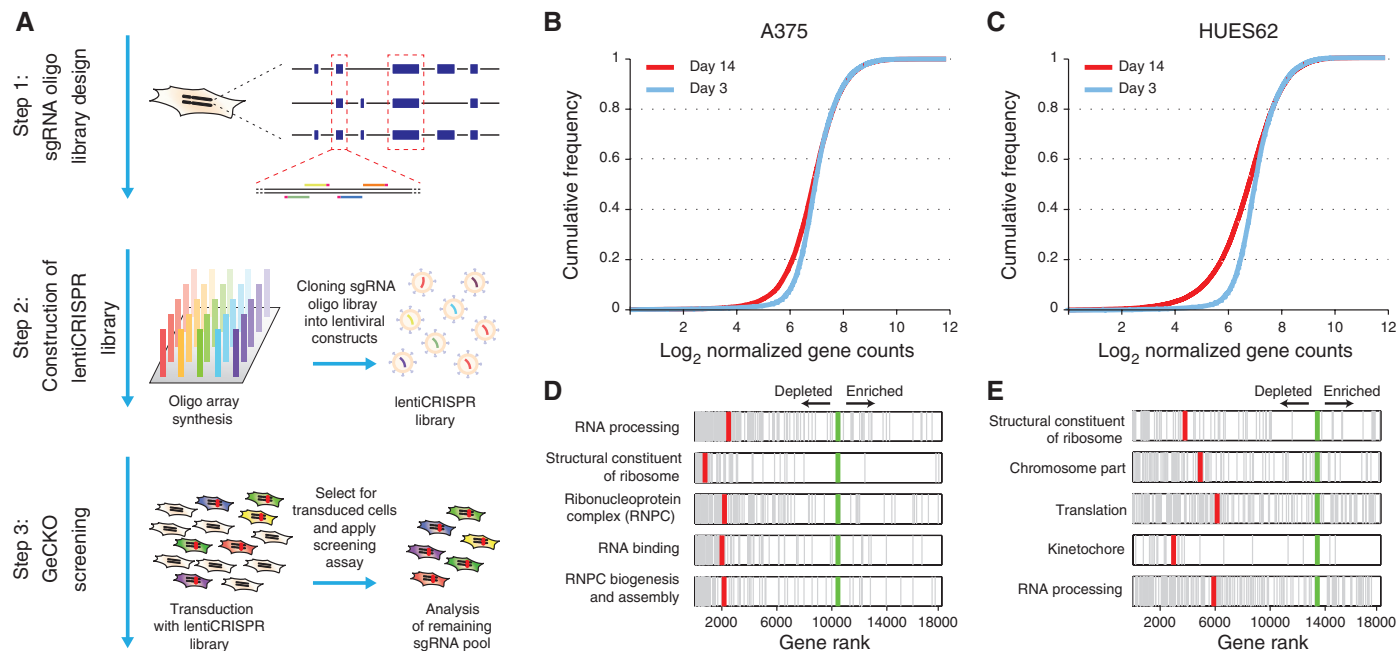 A
Step 1:
sgRNA oligo
library design
Step 2:
Construction of
lentiCRISPR
library
Oligo array
synthesis
Cloning sgRNA
oligo libray
into lentiviral
constructs
lentiCRISPR
library
Step 3:
GeCKO
screening
Transduction
with lentiCRISPR
library
Select for
transduced cells
and apply
screening
assay
Analysis
of remaining
sgRNA pool
B
A375
Day 14
Day 3
Cumulative frequency
1
0.8
0.6
0.4
0.2
0
2 4 6 8 10 12
Log2 normalized gene counts
C
HUES62
Day 14
Day 3
Cumulative frequency
1
0.8
0.6
0.4
0.2
0
2 4 6 8 10 12
Log2 normalized gene counts
D
Depleted Enriched
RNA processing
Structural constituent
of ribosome
Ribonucleoprotein
complex (RNPC)
RNA binding
RNPC biogenesis
and assembly
2000 6000 10000 14000 18000
Gene rank
E
Depleted Enriched
Structural constituent
of ribosome
Chromosome part
Translation
Kinetochore
RNA processing
2000 6000 10000 14000 18000
Gene rank